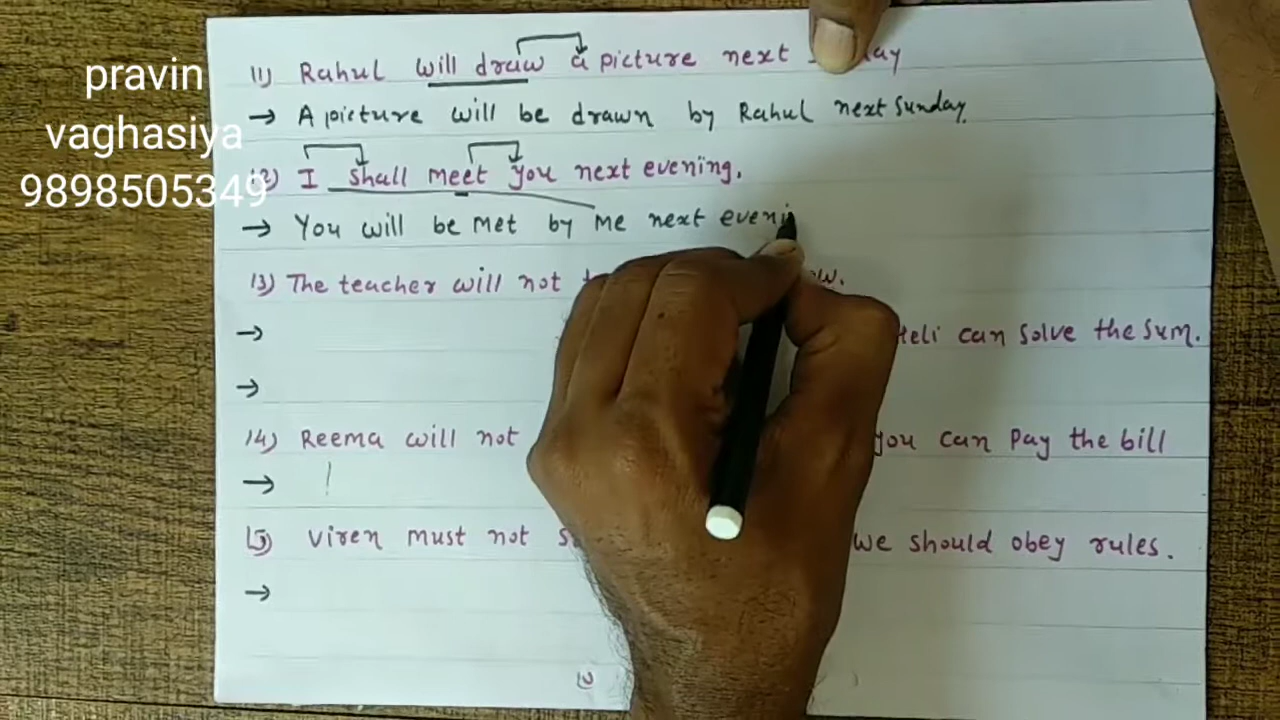 pravin
vaghasiya
9898505349
11) Rahul will draw a picture next
→ A picture will be drawn by Rahul next Sunday.
12) I shall meet you next evening.
→ You will be met by me next eveni
13) The teacher will not
→ Heli can solve the sum.
→
14) Reema will not you can pay the bill
→
15) Viren must not we should obey rules.
→